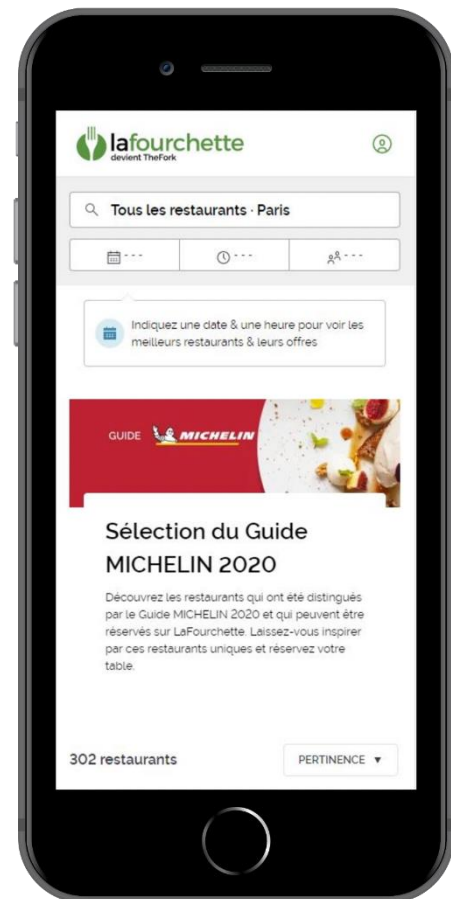 lafourchette
devient TheFork
Tous les restaurants · Paris
--- --- ---
Indiquez une date & une heure pour voir les
meilleurs restaurants & leurs offres
GUIDE MICHELIN
Sélection du Guide
MICHELIN 2020
Découvrez les restaurants qui ont été distingués
par le Guide MICHELIN 2020 et qui peuvent être
réservés sur LaFourchette. Laissez-vous inspirer
par ces restaurants uniques et réservez votre
table.
302 restaurants PERTINENCE ▼